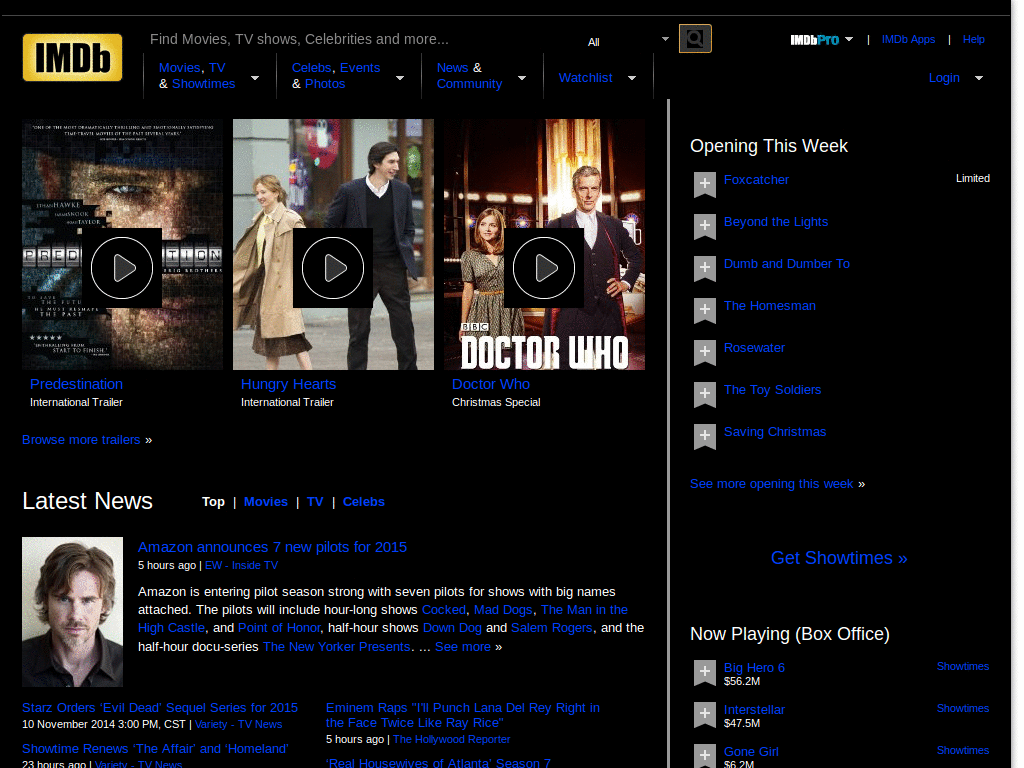 IMDb
Find Movies, TV shows, Celebrities and more...
All
IMDbPro | IMDb Apps | Help
Movies, TV
& Showtimes
Celebs, Events
& Photos
News &
Community
Watchlist
Login
"ONE OF THE MOST DRAMATICALLY THRILLING AND EMOTIONALLY SATISFYING
TIME-TRAVEL MOVIES OF THE PAST SEVERAL YEARS."
ETHAN HAWKE
SARAH SNOOK
NOAH TAYLOR
TO SAVE
THE FUTU
HE MUST RESHAPE
THE PAST
START TO FINISH."
BBC
DOCTOR WHO
Predestination
International Trailer
Hungry Hearts
International Trailer
Doctor Who
Christmas Special
Browse more trailers »
Latest News
Top | Movies | TV | Celebs
Amazon announces 7 new pilots for 2015
5 hours ago | EW - Inside TV
Amazon is entering pilot season strong with seven pilots for shows with big names
attached. The pilots will include hour-long shows Cocked, Mad Dogs, The Man in the
High Castle, and Point of Honor, half-hour shows Down Dog and Salem Rogers, and the
half-hour docu-series The New Yorker Presents. ... See more »
Starz Orders ‘Evil Dead’ Sequel Series for 2015
10 November 2014 3:00 PM, CST | Variety - TV News
Showtime Renews ‘The Affair’ and ‘Homeland’
23 hours ago | Variety - TV News
Eminem Raps "I'll Punch Lana Del Rey Right in
the Face Twice Like Ray Rice"
5 hours ago | The Hollywood Reporter
'Real Housewives of Atlanta' Season 7
Opening This Week
Foxcatcher
Limited
Beyond the Lights
Dumb and Dumber To
The Homesman
Rosewater
The Toy Soldiers
Saving Christmas
See more opening this week »
Get Showtimes »
Now Playing (Box Office)
Big Hero 6
Showtimes
$56.2M
Interstellar
Showtimes
$47.5M
Gone Girl
Showtimes
$6.2M